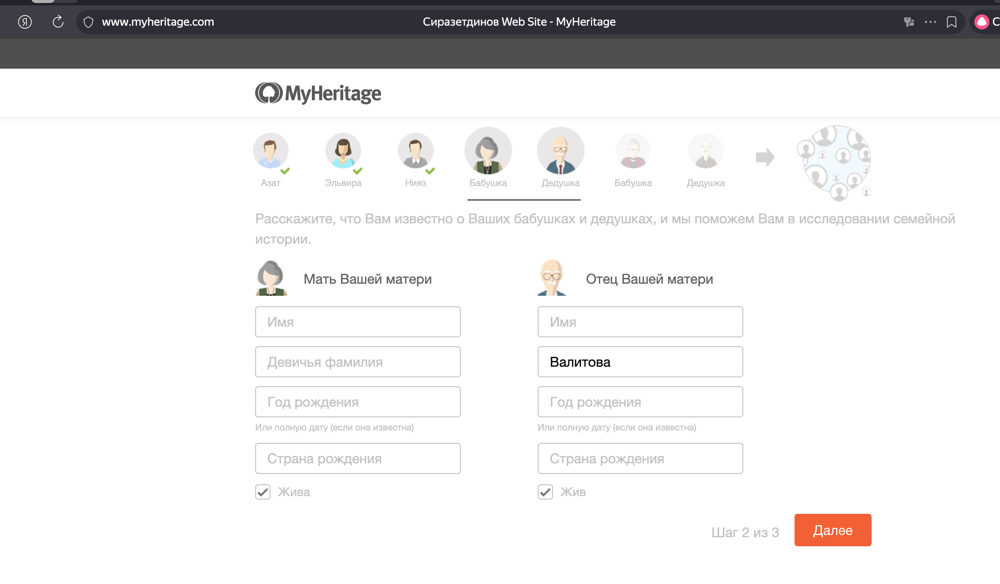 www.myheritage.com
Сиразетдинов Web Site - MyHeritage
С
MyHeritage
Азат
Эльвира
Нияз
Бабушка
Дедушка
Бабушка
Дедушка
Расскажите, что Вам известно о Ваших бабушках и дедушках, и мы поможем Вам в исследовании семейной
истории.
Мать Вашей матери
Имя
Девичья фамилия
Год рождения
Или полную дату (если она известна)
Страна рождения
Жива
Отец Вашей матери
Имя
Валитова
Год рождения
Или полную дату (если она известна)
Страна рождения
Жив
Шаг 2 из 3
Далее